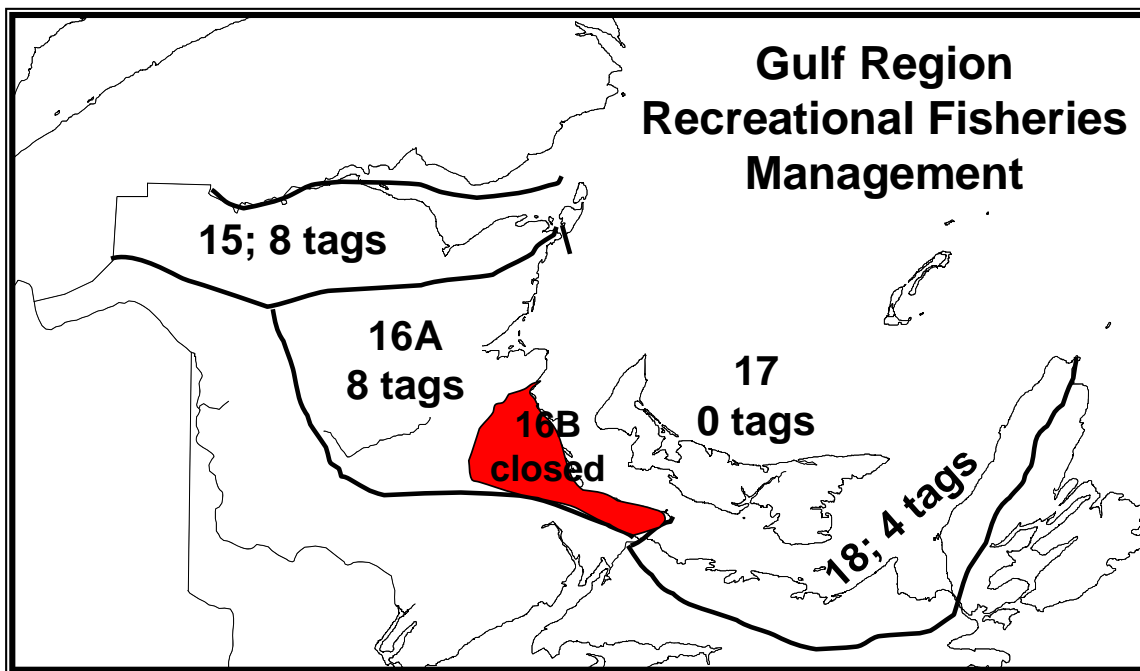 Gulf Region
Recreational Fisheries
Management
15; 8 tags
16A
8 tags
17
0 tags
16B
closed
18; 4 tags